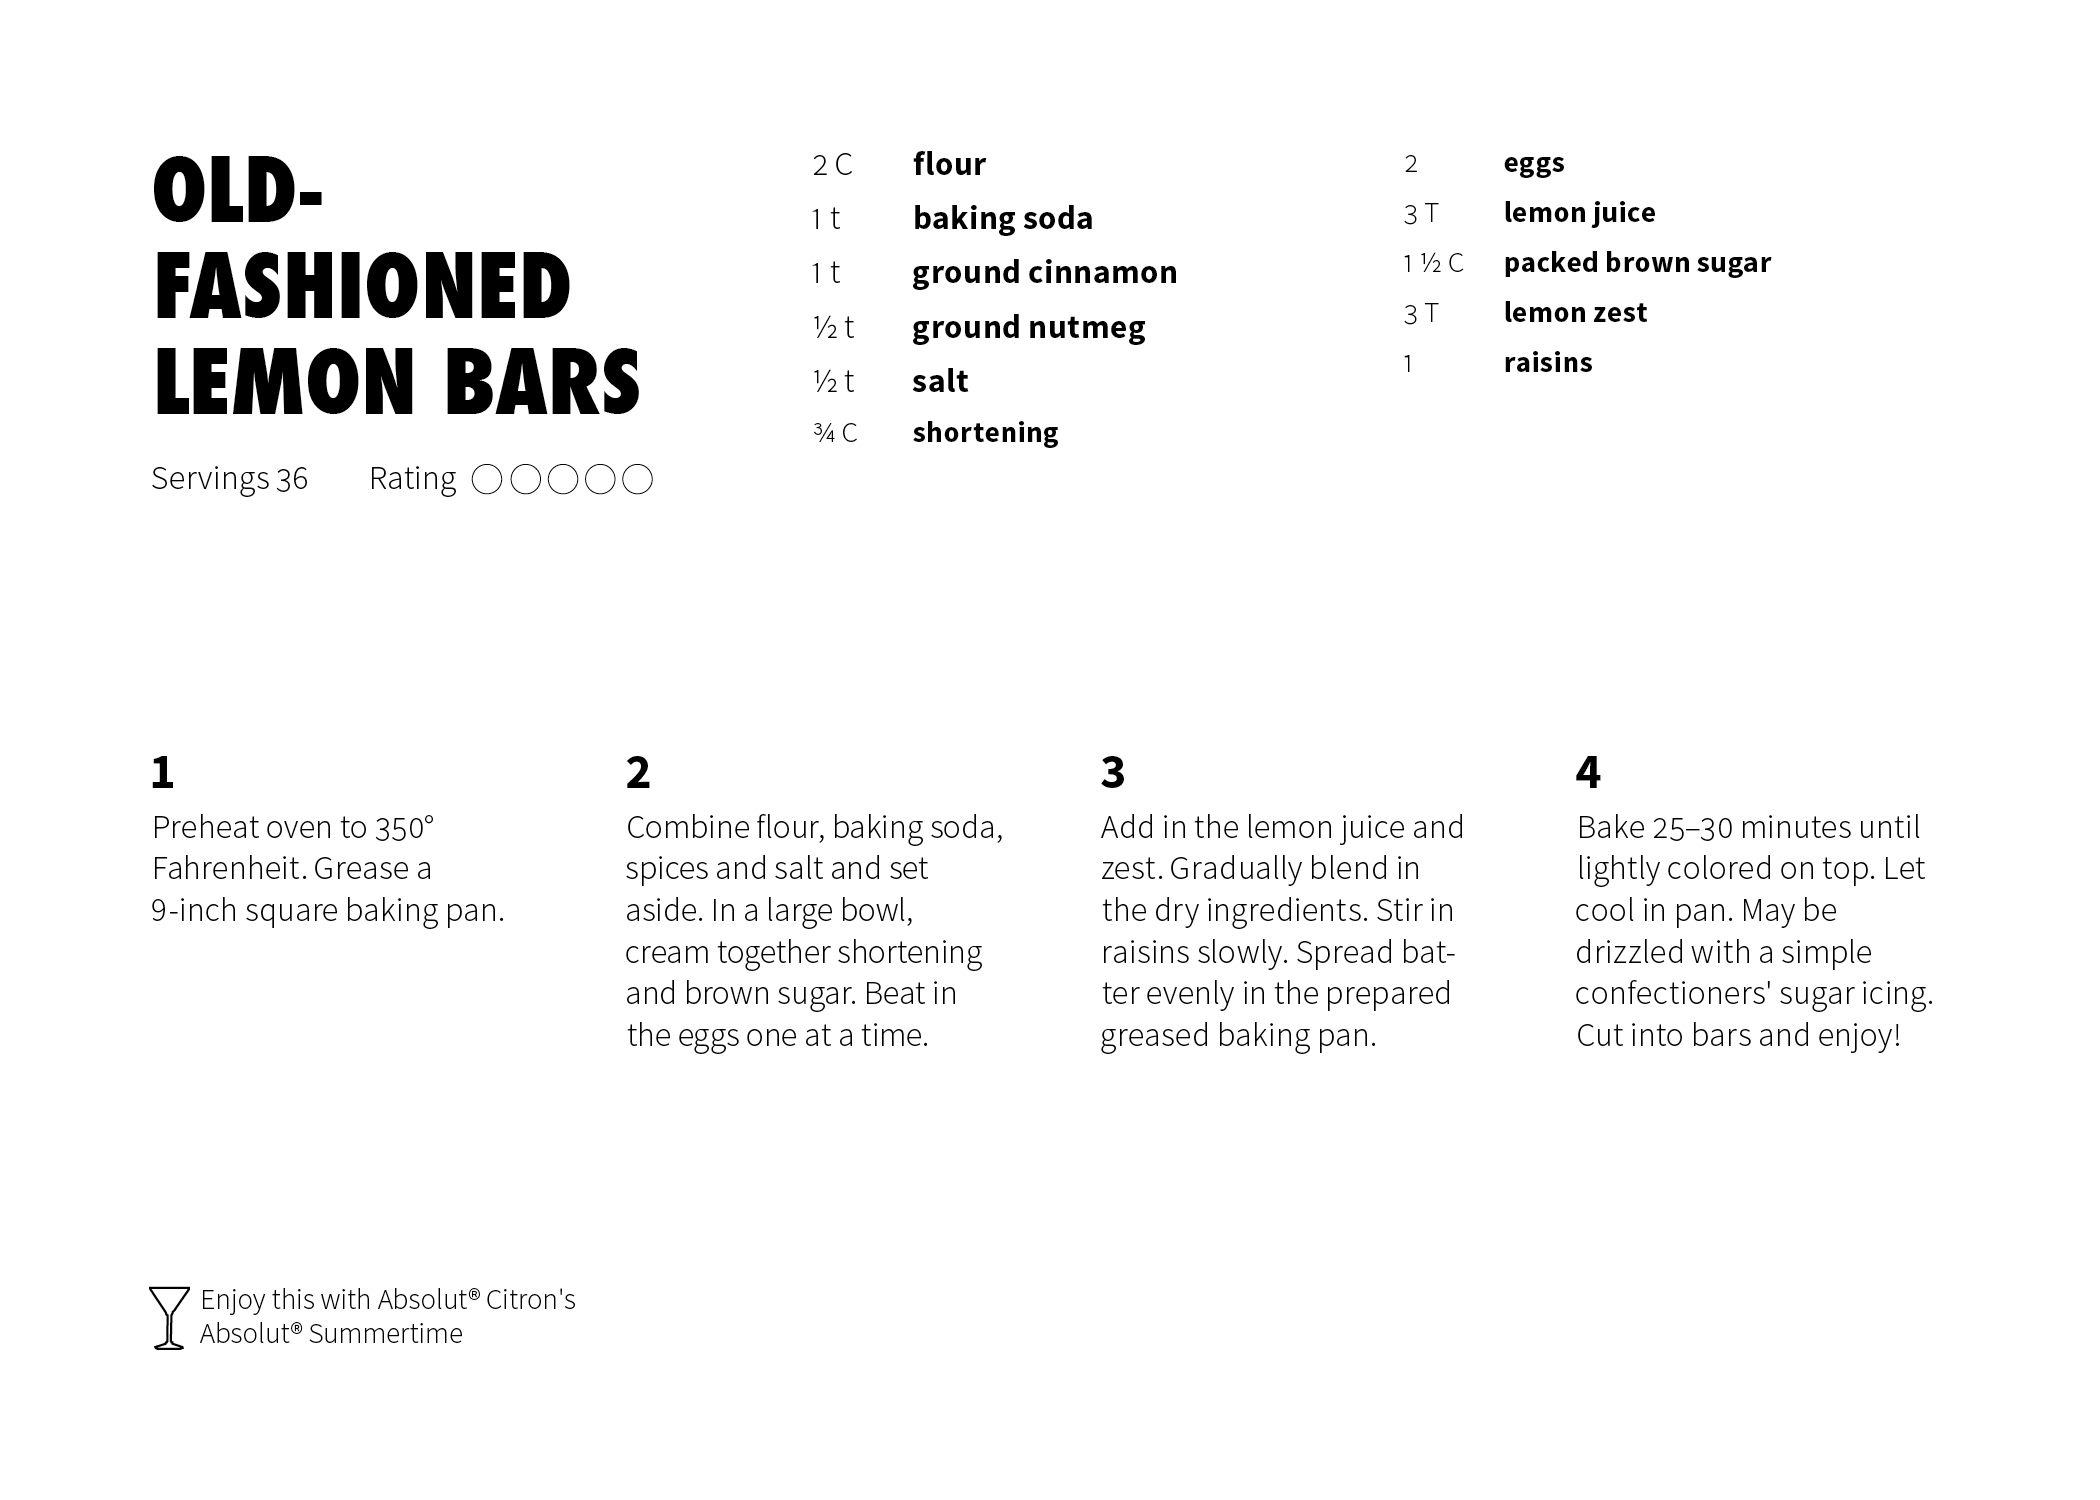 OLD-
FASHIONED
LEMON BARS
Servings 36 Rating
2 C flour
1 t baking soda
1 t ground cinnamon
½ t ground nutmeg
½ t salt
¾ C shortening
2 eggs
3 T lemon juice
1 ½ C packed brown sugar
3 T lemon zest
1 raisins
1
Preheat oven to 350°
Fahrenheit. Grease a
9-inch square baking pan.
2
Combine flour, baking soda,
spices and salt and set
aside. In a large bowl,
cream together shortening
and brown sugar. Beat in
the eggs one at a time.
3
Add in the lemon juice and
zest. Gradually blend in
the dry ingredients. Stir in
raisins slowly. Spread bat-
ter evenly in the prepared
greased baking pan.
4
Bake 25–30 minutes until
lightly colored on top. Let
cool in pan. May be
drizzled with a simple
confectioners' sugar icing.
Cut into bars and enjoy!
Enjoy this with Absolut® Citron's
Absolut® Summertime